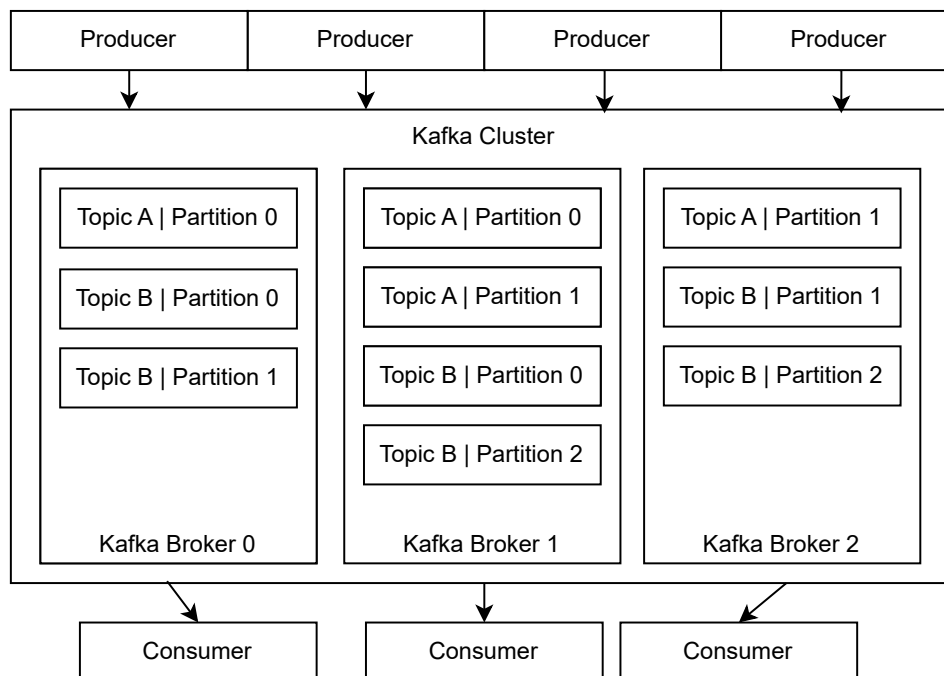 Producer
Producer
Producer
Producer
Kafka Cluster
Topic A | Partition 0
Topic B | Partition 0
Topic B | Partition 1
Kafka Broker 0
Topic A | Partition 0
Topic A | Partition 1
Topic B | Partition 0
Topic B | Partition 2
Kafka Broker 1
Topic A | Partition 1
Topic B | Partition 1
Topic B | Partition 2
Kafka Broker 2
Consumer
Consumer
Consumer